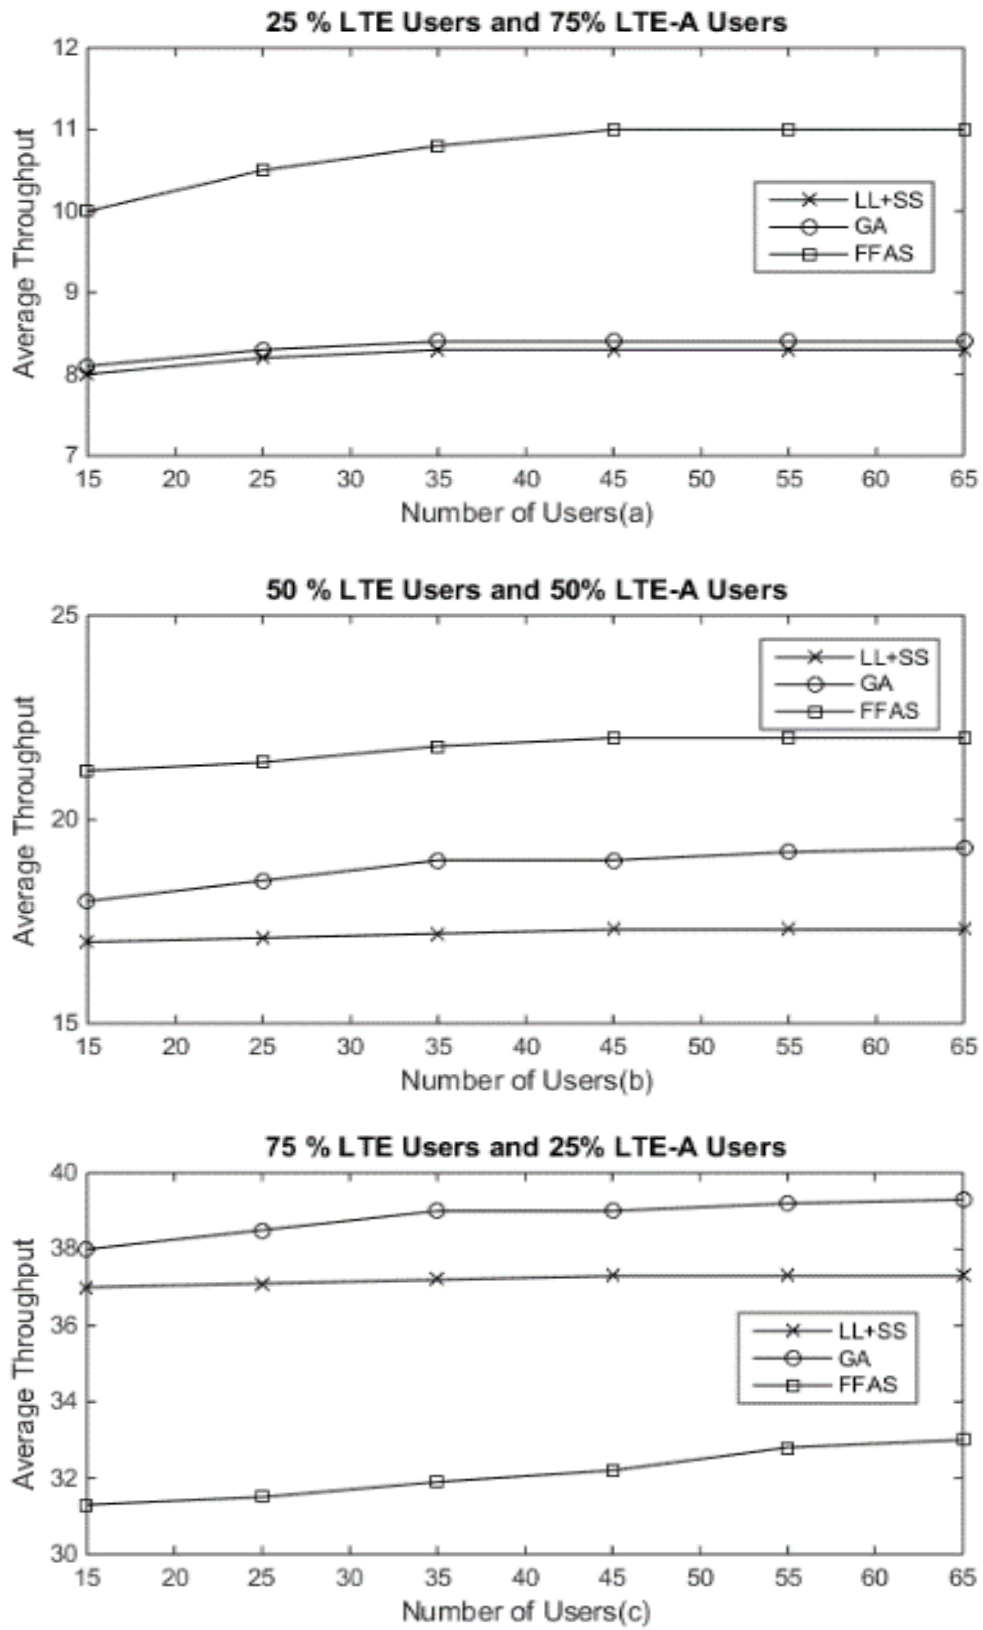 25 % LTE Users and 75% LTE-A Users
12
11
10
9
8
7
Average Throughput
LL+SS
GA
FFAS
15 20 25 30 35 40 45 50 55 60 65
Number of Users(a)
50 % LTE Users and 50% LTE-A Users
25
20
15
Average Throughput
LL+SS
GA
FFAS
15 20 25 30 35 40 45 50 55 60 65
Number of Users(b)
75 % LTE Users and 25% LTE-A Users
40
38
36
34
32
30
Average Throughput
LL+SS
GA
FFAS
15 20 25 30 35 40 45 50 55 60 65
Number of Users(c)